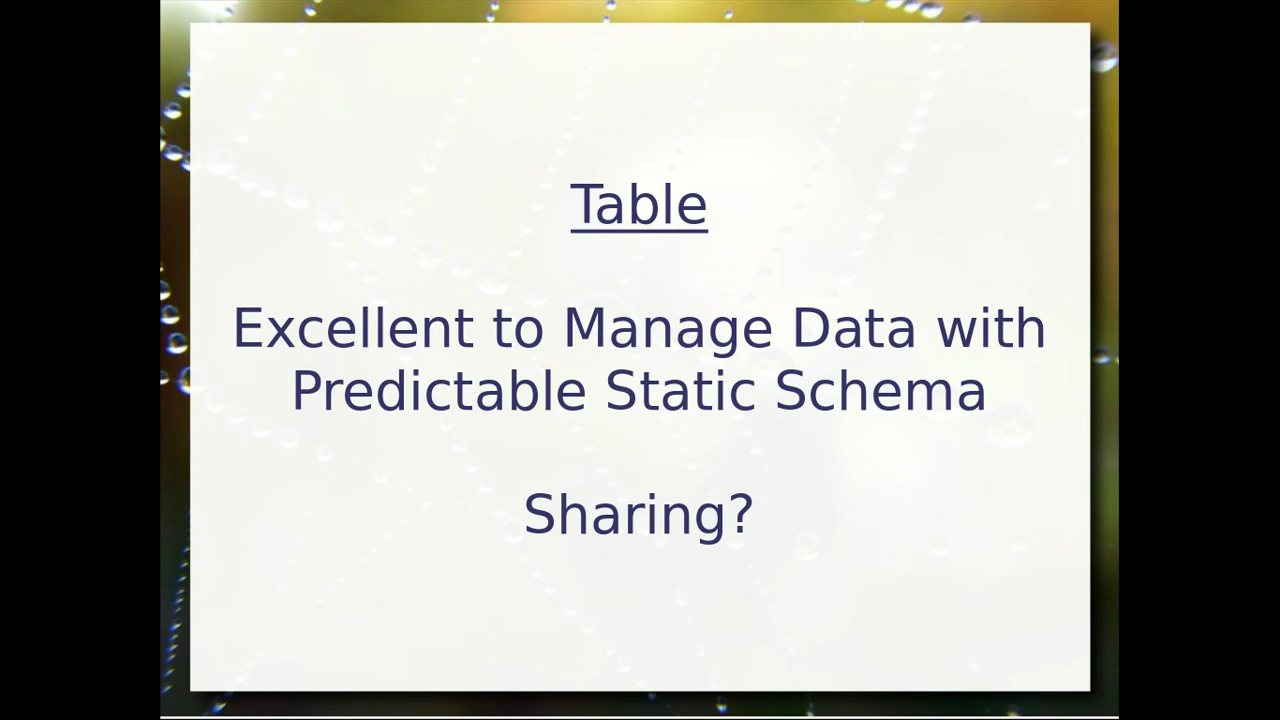 Table
Excellent to Manage Data with
Predictable Static Schema
Sharing?